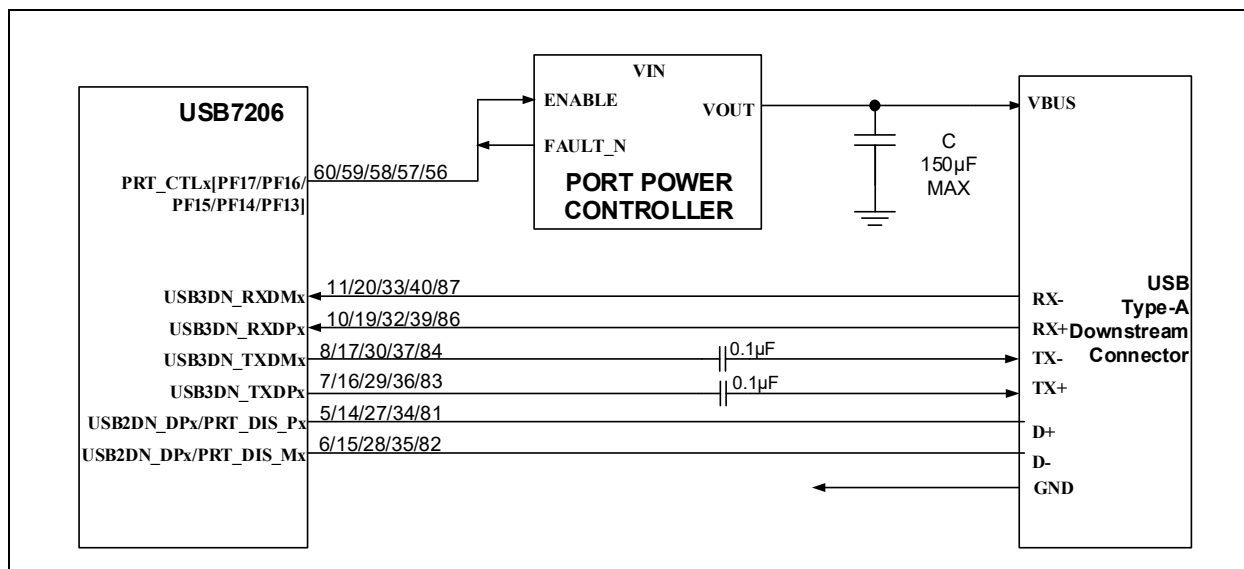 USB7206
PRT_CTLx[PF17/PF16/
PF15/PF14/PF13]
60/59/58/57/56
VIN
ENABLE
VOUT
FAULT_N
PORT POWER
CONTROLLER
C
150µF
MAX
VBUS
USB
Type-A
Downstream
Connector
USB3DN_RXDMx
11/20/33/40/87
RX-
USB3DN_RXDPx
10/19/32/39/86
RX+
USB3DN_TXDMx
8/17/30/37/84
0.1µF
TX-
USB3DN_TXDPx
7/16/29/36/83
0.1µF
TX+
USB2DN_DPx/PRT_DIS_Px
5/14/27/34/81
D+
USB2DN_DPx/PRT_DIS_Mx
6/15/28/35/82
D-
GND